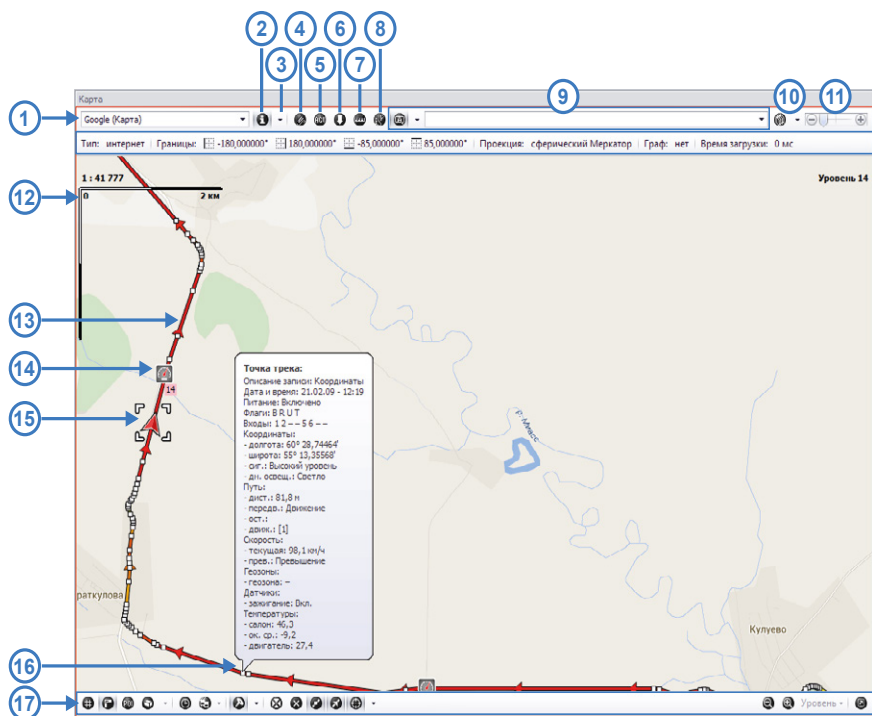 2
4
6
8
3
5
7
9
10
11
Карта
1
Google (Карта)
Тип: интернет | Границы: -180,000000° 180,000000° -85,000000° 85,000000° | Проекция: сферический Меркатор | Граф: нет | Время загрузки: 0 мс
1 : 41 777
Уровень 14
12
0 2 км
13
14
14
15
Точка трека:
Описание записи: Координаты
Дата и время: 21.02.09 - 12:19
Питание: Включено
Флаги: B R U T
Входы: 1 2 – – 5 6 – –
Координаты:
- долгота: 60° 28,74464'
- широта: 55° 13,35568'
- сиг.: Высокий уровень
- дн. освещ.: Светло
Путь:
- дист.: 81,8 м
- передв.: Движение
- ост.:
- движ.: [1]
Скорость:
- текущая: 98,1 км/ч
- прев.: Превышение
Геозоны:
- геозона: –
Датчики:
- зажигание: Вкл.
Температуры:
- салон: 46,3
- ок. ср.: -9,2
- двигатель: 27,4
р. Миасс
раткулова
Кулуево
16
17
Уровень